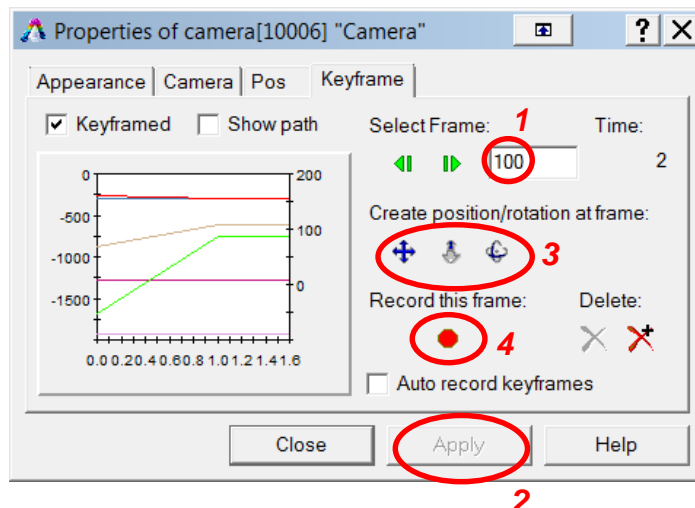 Properties of camera[10006] "Camera"
Appearance Camera Pos Keyframe
Keyframed Show path Select Frame: 1 Time:
100 2
0 200
-500 100
-1000 0
-1500
0.0 0.2 0.4 0.6 0.8 1.0 1.2 1.4 1.6
Create position/rotation at frame:
3
Record this frame: Delete:
4
Auto record keyframes
Close Apply Help
2